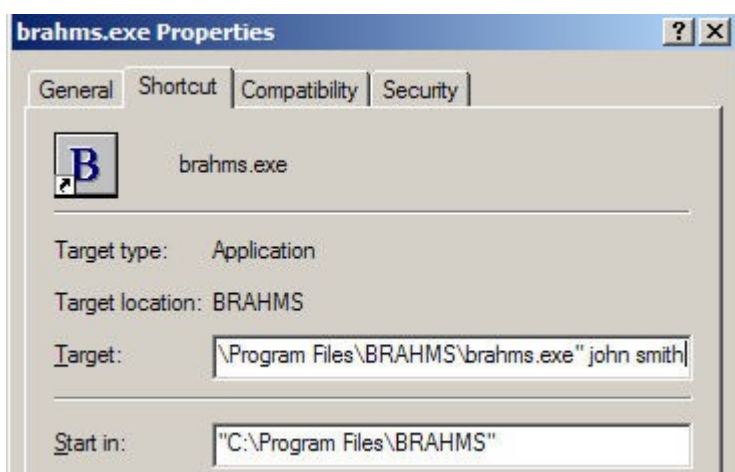 brahms.exe Properties ? X
General Shortcut Compatibility Security
B brahms.exe
Target type: Application
Target location: BRAHMS
Target: \Program Files\BRAHMS\brahms.exe" john smith
Start in: "C:\Program Files\BRAHMS"